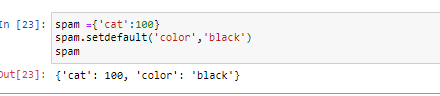 In [23]: spam ={'cat':100}
spam.setdefault('color','black')
spam
Out[23]: {'cat': 100, 'color': 'black'}